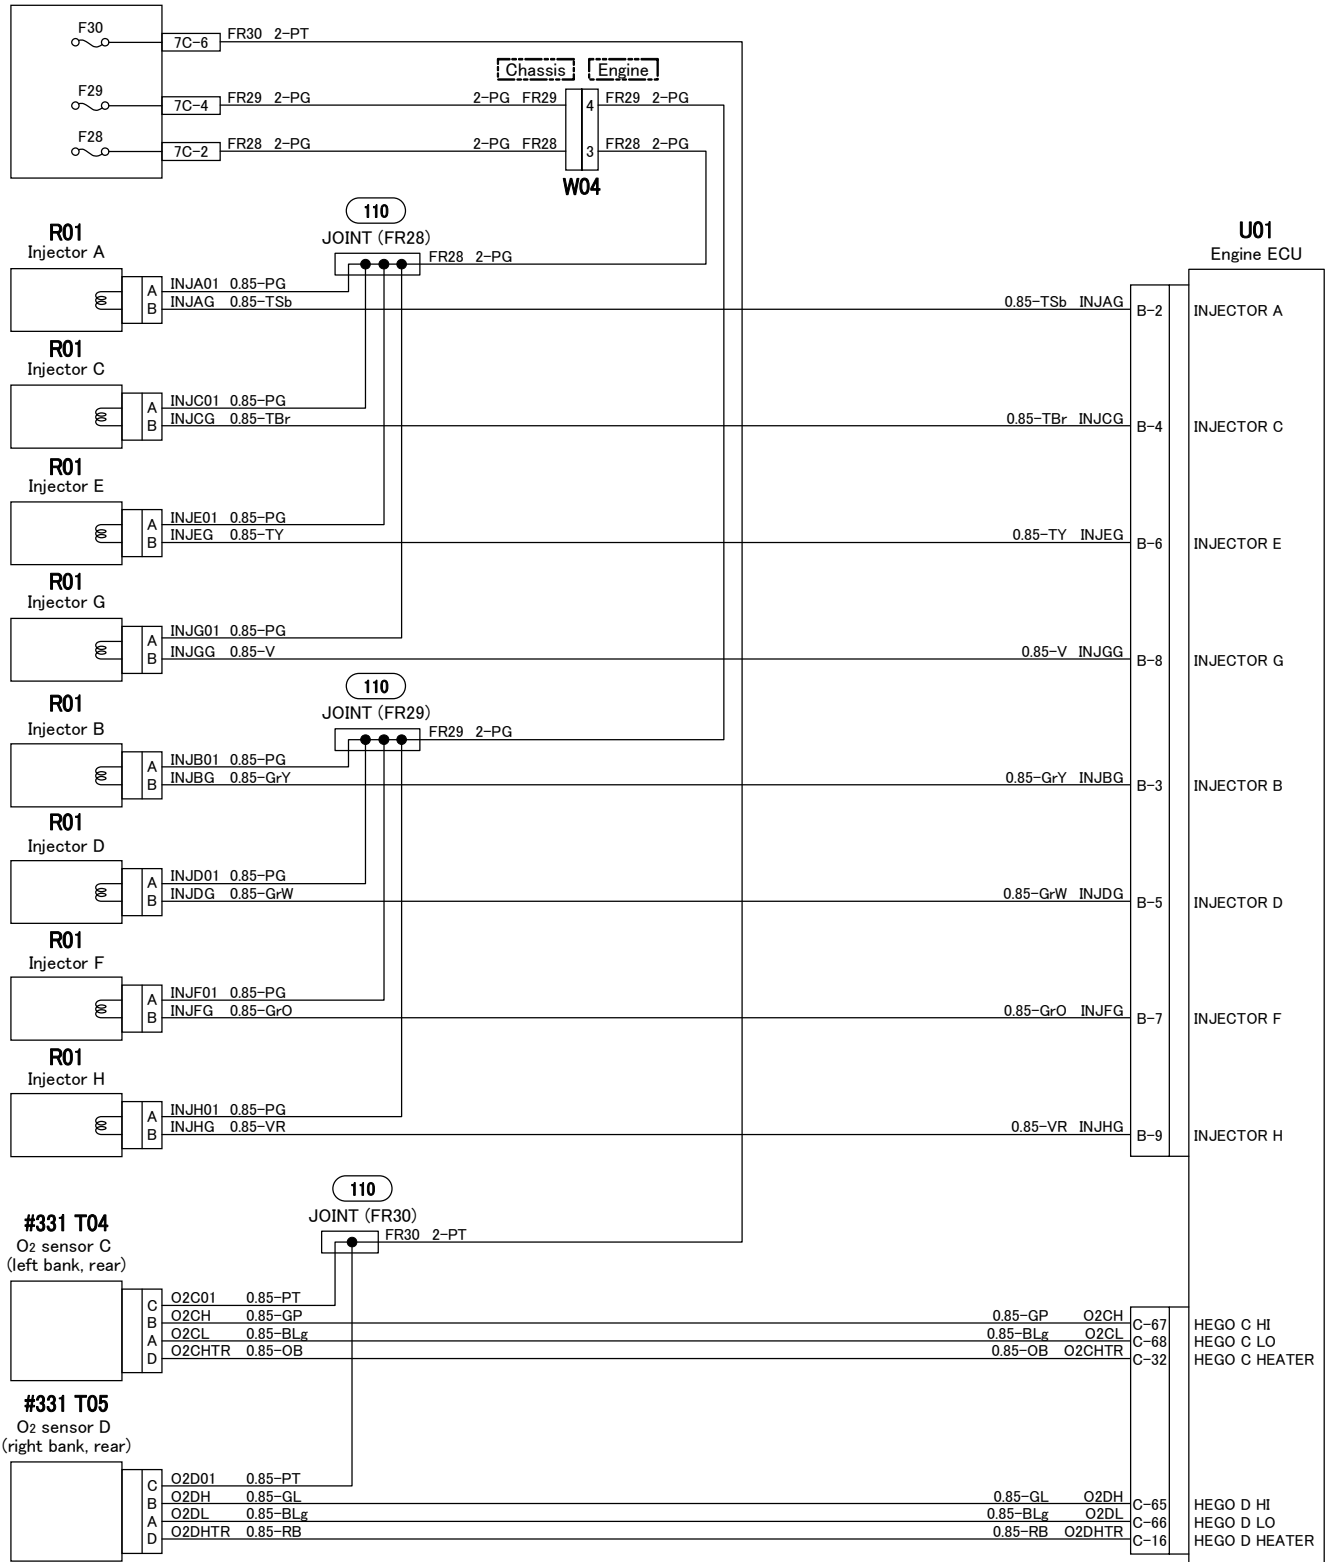 F30
7C-6 FR30 2-PT
Chassis Engine
F29
7C-4 FR29 2-PG 2-PG FR29 4 FR29 2-PG
F28
7C-2 FR28 2-PG 2-PG FR28 3 FR28 2-PG
W04
110
JOINT (FR28)
FR28 2-PG
U01
Engine ECU
R01
Injector A
A INJA01 0.85-PG
B INJAG 0.85-TSb 0.85-TSb INJAG B-2 INJECTOR A
R01
Injector C
A INJC01 0.85-PG
B INJCG 0.85-TBr 0.85-TBr INJCG B-4 INJECTOR C
R01
Injector E
A INJE01 0.85-PG
B INJEG 0.85-TY 0.85-TY INJEG B-6 INJECTOR E
R01
Injector G
A INJG01 0.85-PG
B INJGG 0.85-V 0.85-V INJGG B-8 INJECTOR G
110
JOINT (FR29)
FR29 2-PG
R01
Injector B
A INJB01 0.85-PG
B INJBG 0.85-GrY 0.85-GrY INJBG B-3 INJECTOR B
R01
Injector D
A INJD01 0.85-PG
B INJDG 0.85-GrW 0.85-GrW INJDG B-5 INJECTOR D
R01
Injector F
A INJF01 0.85-PG
B INJFG 0.85-GrO 0.85-GrO INJFG B-7 INJECTOR F
R01
Injector H
A INJH01 0.85-PG
B INJHG 0.85-VR 0.85-VR INJHG B-9 INJECTOR H
110
JOINT (FR30)
FR30 2-PT
#331 T04
O2 sensor C
(left bank, rear)
C O2C01 0.85-PT
B O2CH 0.85-GP 0.85-GP O2CH C-67 HEGO C HI
A O2CL 0.85-BLg 0.85-BLg O2CL C-68 HEGO C LO
D O2CHTR 0.85-OB 0.85-OB O2CHTR C-32 HEGO C HEATER
#331 T05
O2 sensor D
(right bank, rear)
C O2D01 0.85-PT
B O2DH 0.85-GL 0.85-GL O2DH C-65 HEGO D HI
A O2DL 0.85-BLg 0.85-BLg O2DL C-66 HEGO D LO
D O2DHTR 0.85-RB 0.85-RB O2DHTR C-16 HEGO D HEATER